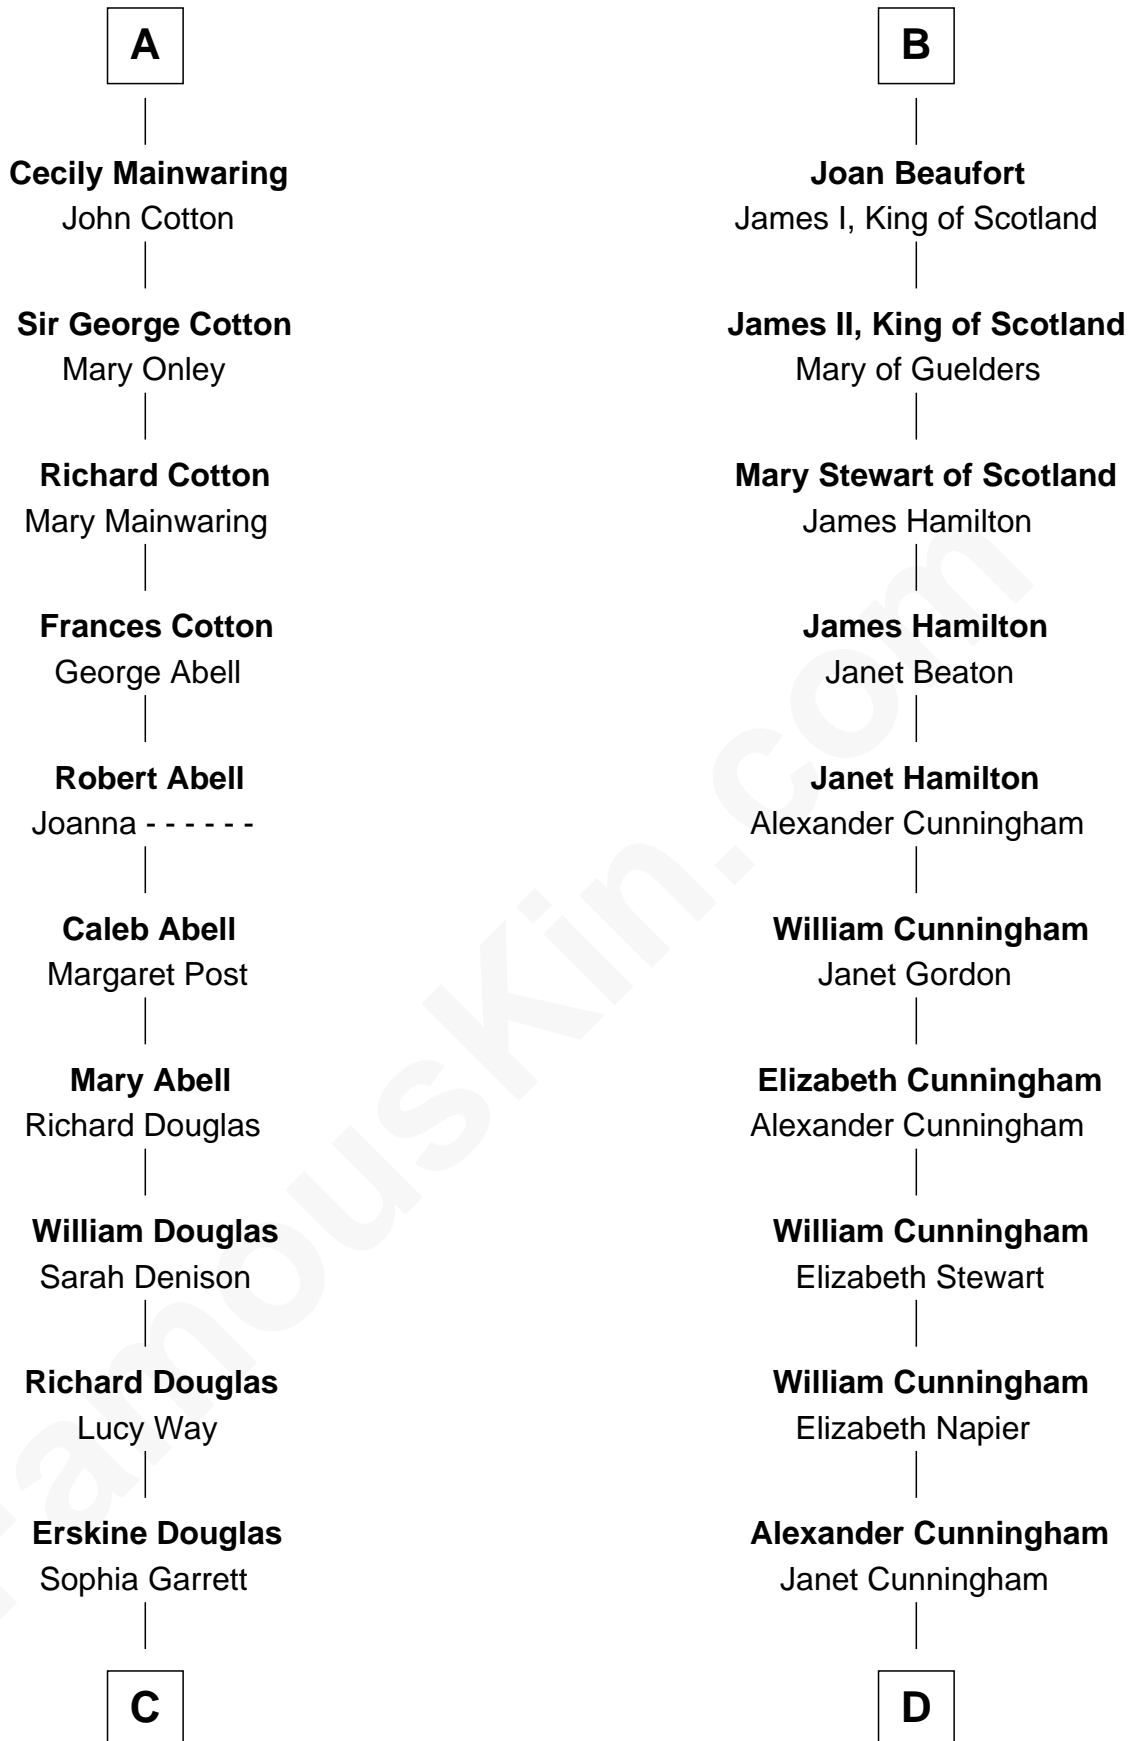 A
Cecily Mainwaring
John Cotton
Sir George Cotton
Mary Onley
Richard Cotton
Mary Mainwaring
Frances Cotton
George Abell
Robert Abell
Joanna - - - - - -
Caleb Abell
Margaret Post
Mary Abell
Richard Douglas
William Douglas
Sarah Denison
Richard Douglas
Lucy Way
Erskine Douglas
Sophia Garrett
C
B
Joan Beaufort
James I, King of Scotland
James II, King of Scotland
Mary of Guelders
Mary Stewart of Scotland
James Hamilton
James Hamilton
Janet Beaton
Janet Hamilton
Alexander Cunningham
William Cunningham
Janet Gordon
Elizabeth Cunningham
Alexander Cunningham
William Cunningham
Elizabeth Stewart
William Cunningham
Elizabeth Napier
Alexander Cunningham
Janet Cunningham
D
FamousKin.com